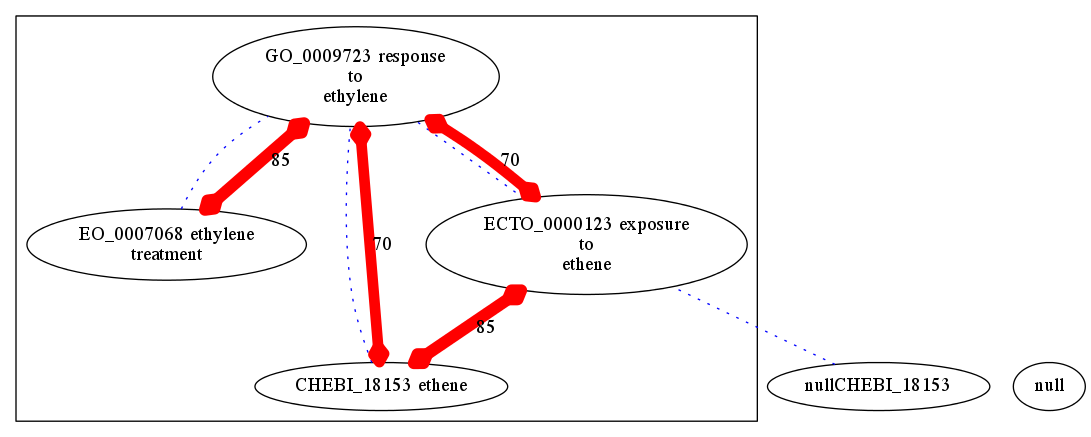 GO_0009723 response
to
ethylene
85
70
70
EO_0007068 ethylene
treatment
ECTO_0000123 exposure
to
ethene
85
CHEBI_18153 ethene
nullCHEBI_18153
null